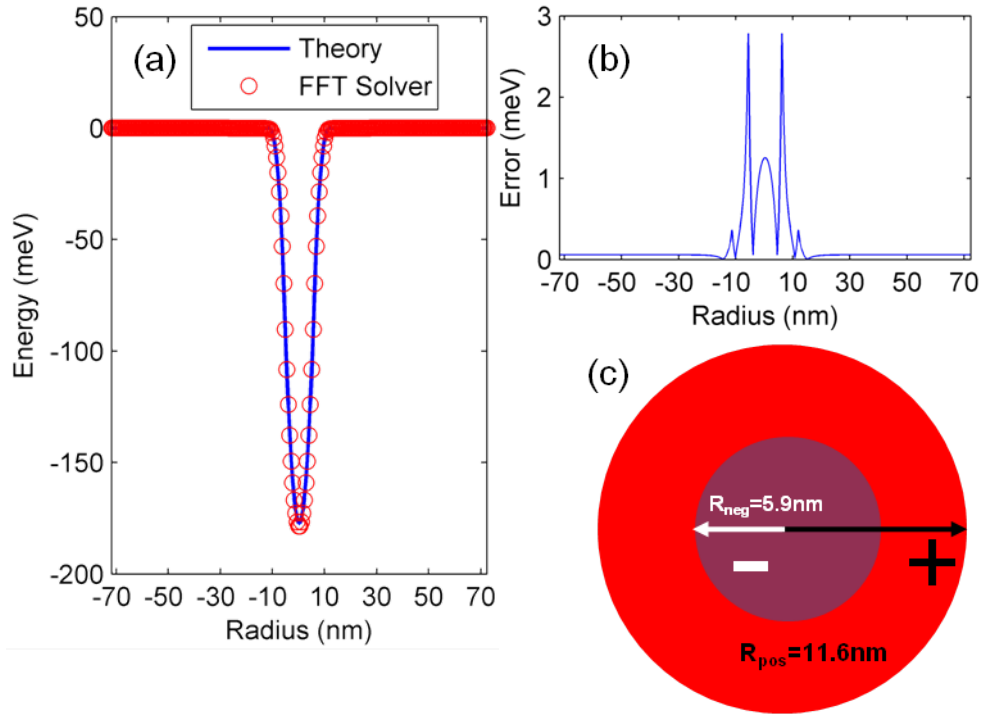 (a)
Theory
FFT Solver
50
0
-50
-100
-150
-200
Energy (meV)
-70 -50 -30 -10 10 30 50 70
Radius (nm)
(b)
3
2
1
0
Error (meV)
-70 -50 -30 -10 10 30 50 70
Radius (nm)
(c)
Rneg=5.9nm
−
+
Rpos=11.6nm